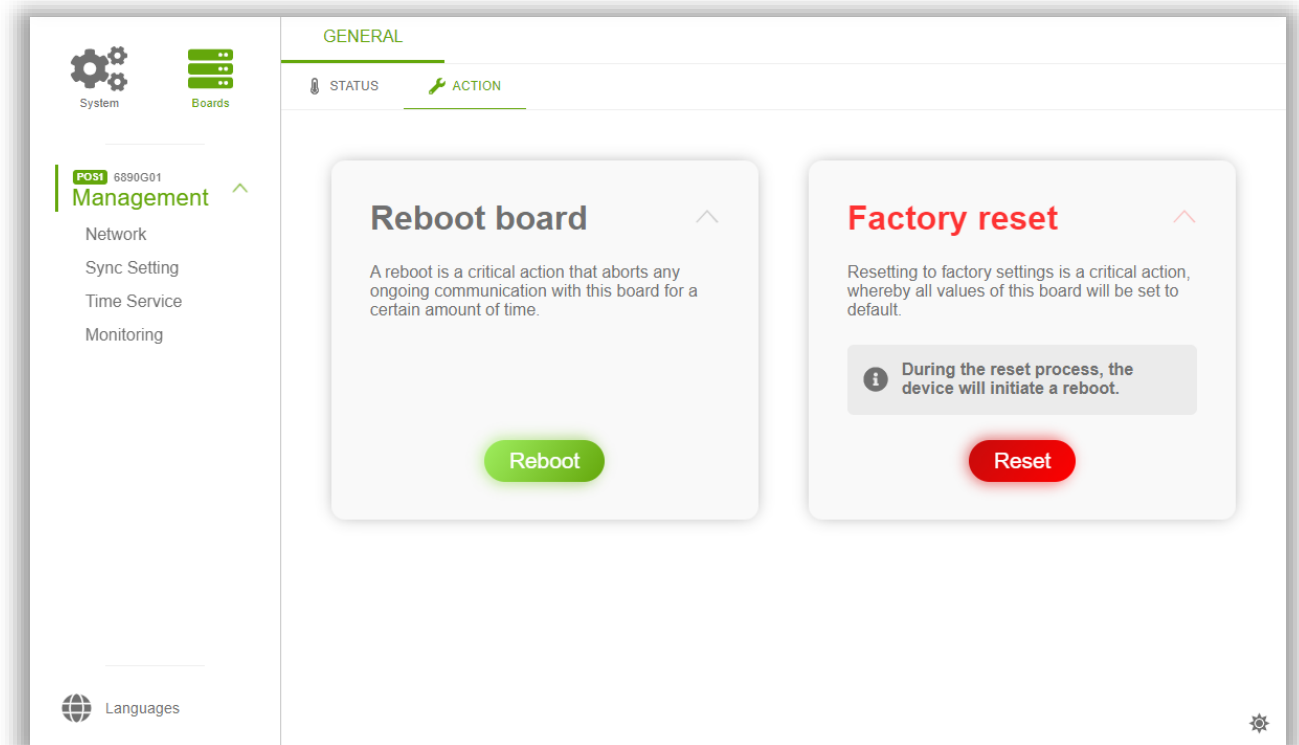 System
Boards
POS1 6890G01
Management
Network
Sync Setting
Time Service
Monitoring
Languages
GENERAL
STATUS
ACTION
Reboot board
A reboot is a critical action that aborts any
ongoing communication with this board for a
certain amount of time.
Reboot
Factory reset
Resetting to factory settings is a critical action,
whereby all values of this board will be set to
default.
During the reset process, the
device will initiate a reboot.
Reset